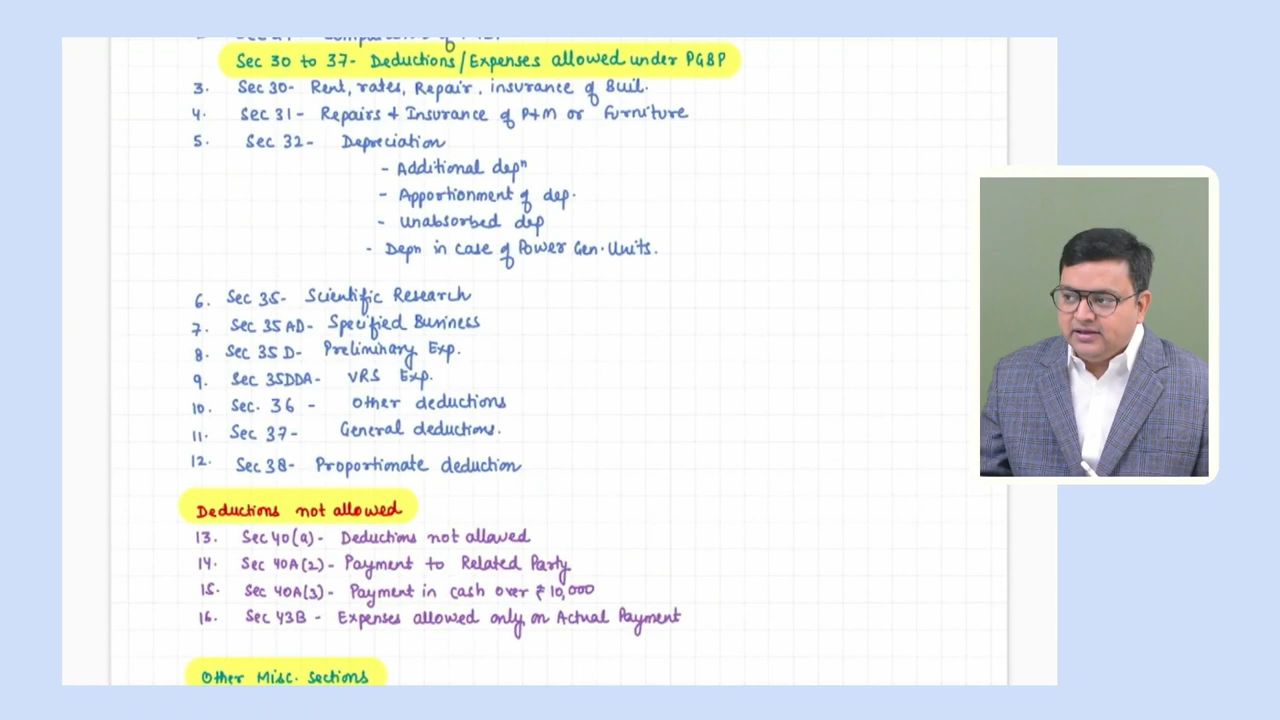 Sec 30 to 37- Deductions/Expenses allowed under PGBP
3. Sec 30- Rent, rates, Repair, insurance of Buil.
4. Sec 31- Repairs & Insurance of P+M or Furniture
5. Sec 32- Depreciation
- Additional depⁿ
- Apportionment of dep.
- Unabsorbed dep
- Depn in case of Power Gen. Units.
6. Sec 35- Scientific Research
7. Sec 35 AD- Specified Business
8. Sec 35 D- Preliminary Exp.
9. Sec 35DDA- VRS Exp.
10. Sec. 36 - Other deductions
11. Sec 37- General deductions.
12. Sec 38- Proportionate deduction
Deductions not allowed
13. Sec 40(a)- Deductions not allowed
14. Sec 40A(2)- Payment to Related Party
15. Sec 40A(3)- Payment in cash over ₹ 10,000
16. Sec 43B - Expenses allowed only on Actual Payment
Other Misc. sections